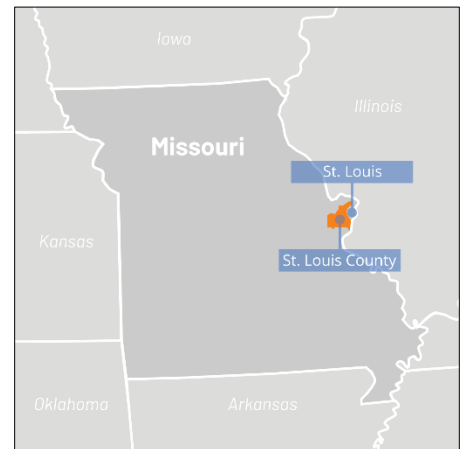 Iowa
Illinois
Missouri
St. Louis
Kansas
St. Louis County
Oklahoma
Arkansas